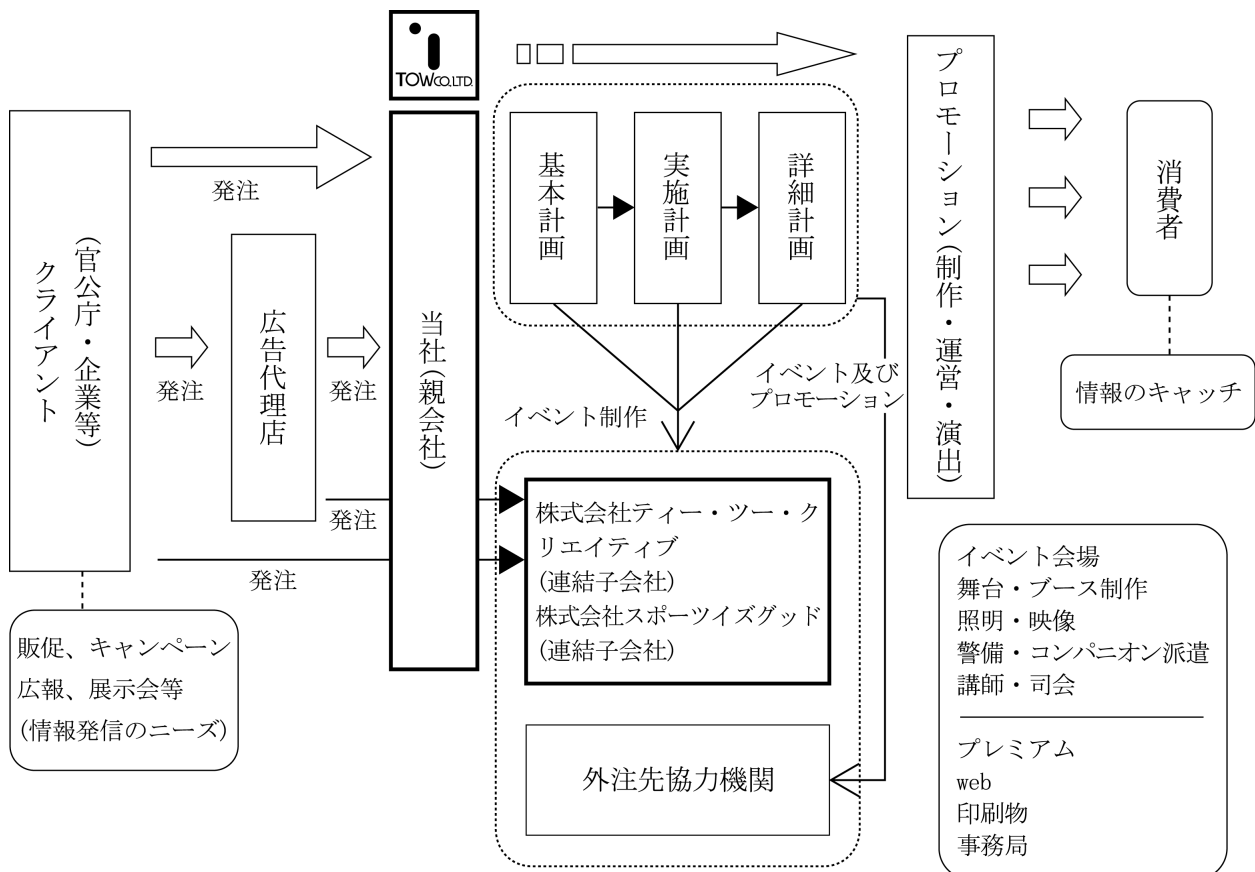 TOW CO.,LTD.
(官公庁・企業等)
クライアント
販促、キャンペーン
広報、展示会等
(情報発信のニーズ)
発注
発注
広告代理店
発注
発注
発注
当社(親会社)
基本計画
実施計画
詳細計画
イベント制作
イベント及び
プロモーション
株式会社ティー・ツー・ク
リエイティブ
(連結子会社)
株式会社スポーツイズグッド
(連結子会社)
外注先協力機関
プロモーション(制作・運営・演出)
消費者
情報のキャッチ
イベント会場
舞台・ブース制作
照明・映像
警備・コンパニオン派遣
講師・司会
プレミアム
web
印刷物
事務局